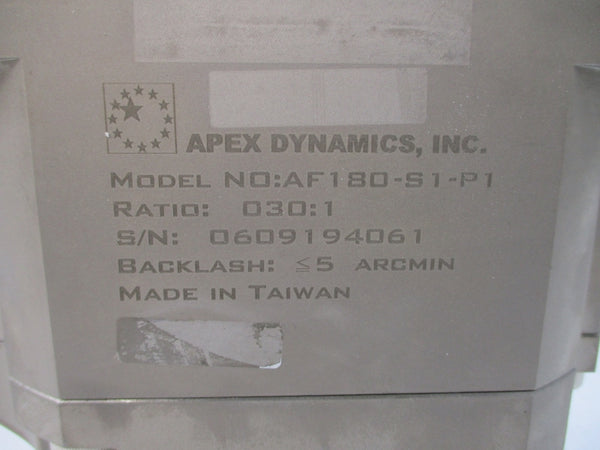 APEX DYNAMICS, INC.
MODEL NO:AF180-S1-P1
RATIO: 030:1
S/N: 0609194061
BACKLASH: ≦5 ARCMIN
MADE IN TAIWAN